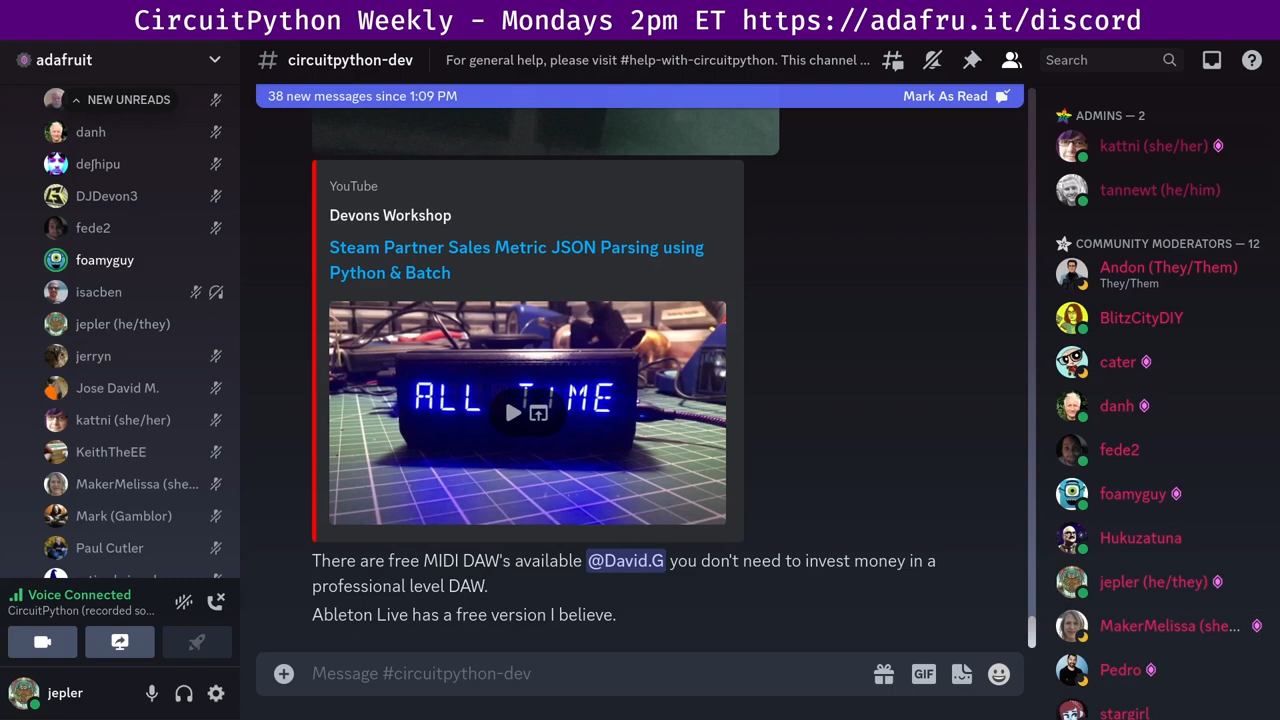 CircuitPython Weekly - Mondays 2pm ET https://adafru.it/discord
adafruit
NEW UNREADS
danh
deʃhipu
DJDevon3
fede2
foamyguy
isacben
jepler (he/they)
jerryn
Jose David M.
kattni (she/her)
KeithTheEE
MakerMelissa (she...
Mark (Gamblor)
Paul Cutler
Voice Connected
CircuitPython (recorded so...
jepler
# circuitpython-dev
For general help, please visit #help-with-circuitpython. This channel ...
Search
38 new messages since 1:09 PM
Mark As Read
YouTube
Devons Workshop
Steam Partner Sales Metric JSON Parsing using
Python & Batch
ALL TIME
There are free MIDI DAW's available @David.G you don't need to invest money in a
professional level DAW.
Ableton Live has a free version I believe.
Message #circuitpython-dev
GIF
ADMINS — 2
kattni (she/her)
tannewt (he/him)
COMMUNITY MODERATORS — 12
Andon (They/Them)
They/Them
BlitzCityDIY
cater
danh
fede2
foamyguy
Hukuzatuna
jepler (he/they)
MakerMelissa (she...
Pedro
stargirl